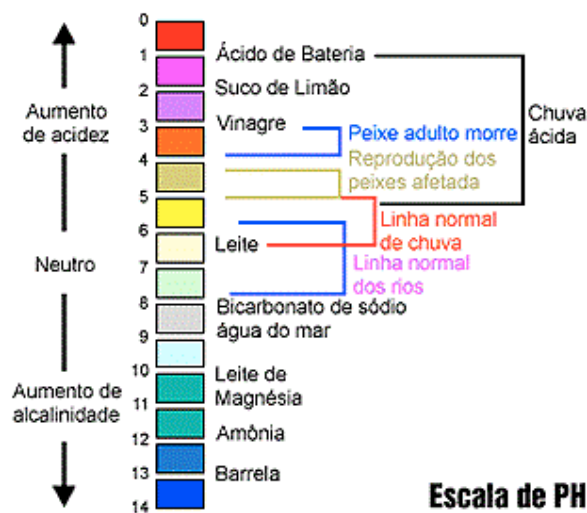 0
1
2
3
4
5
6
7
8
9
10
11
12
13
14
Aumento
de acidez
Neutro
Aumento de
alcalinidade
Ácido de Bateria
Suco de Limão
Vinagre
Leite
Bicarbonato de sódio
água do mar
Leite de
Magnésia
Amônia
Barrela
Peixe adulto morre
Reprodução dos
peixes afetada
Linha normal
de chuva
Linha normal
dos rios
Chuva
ácida
Escala de PH